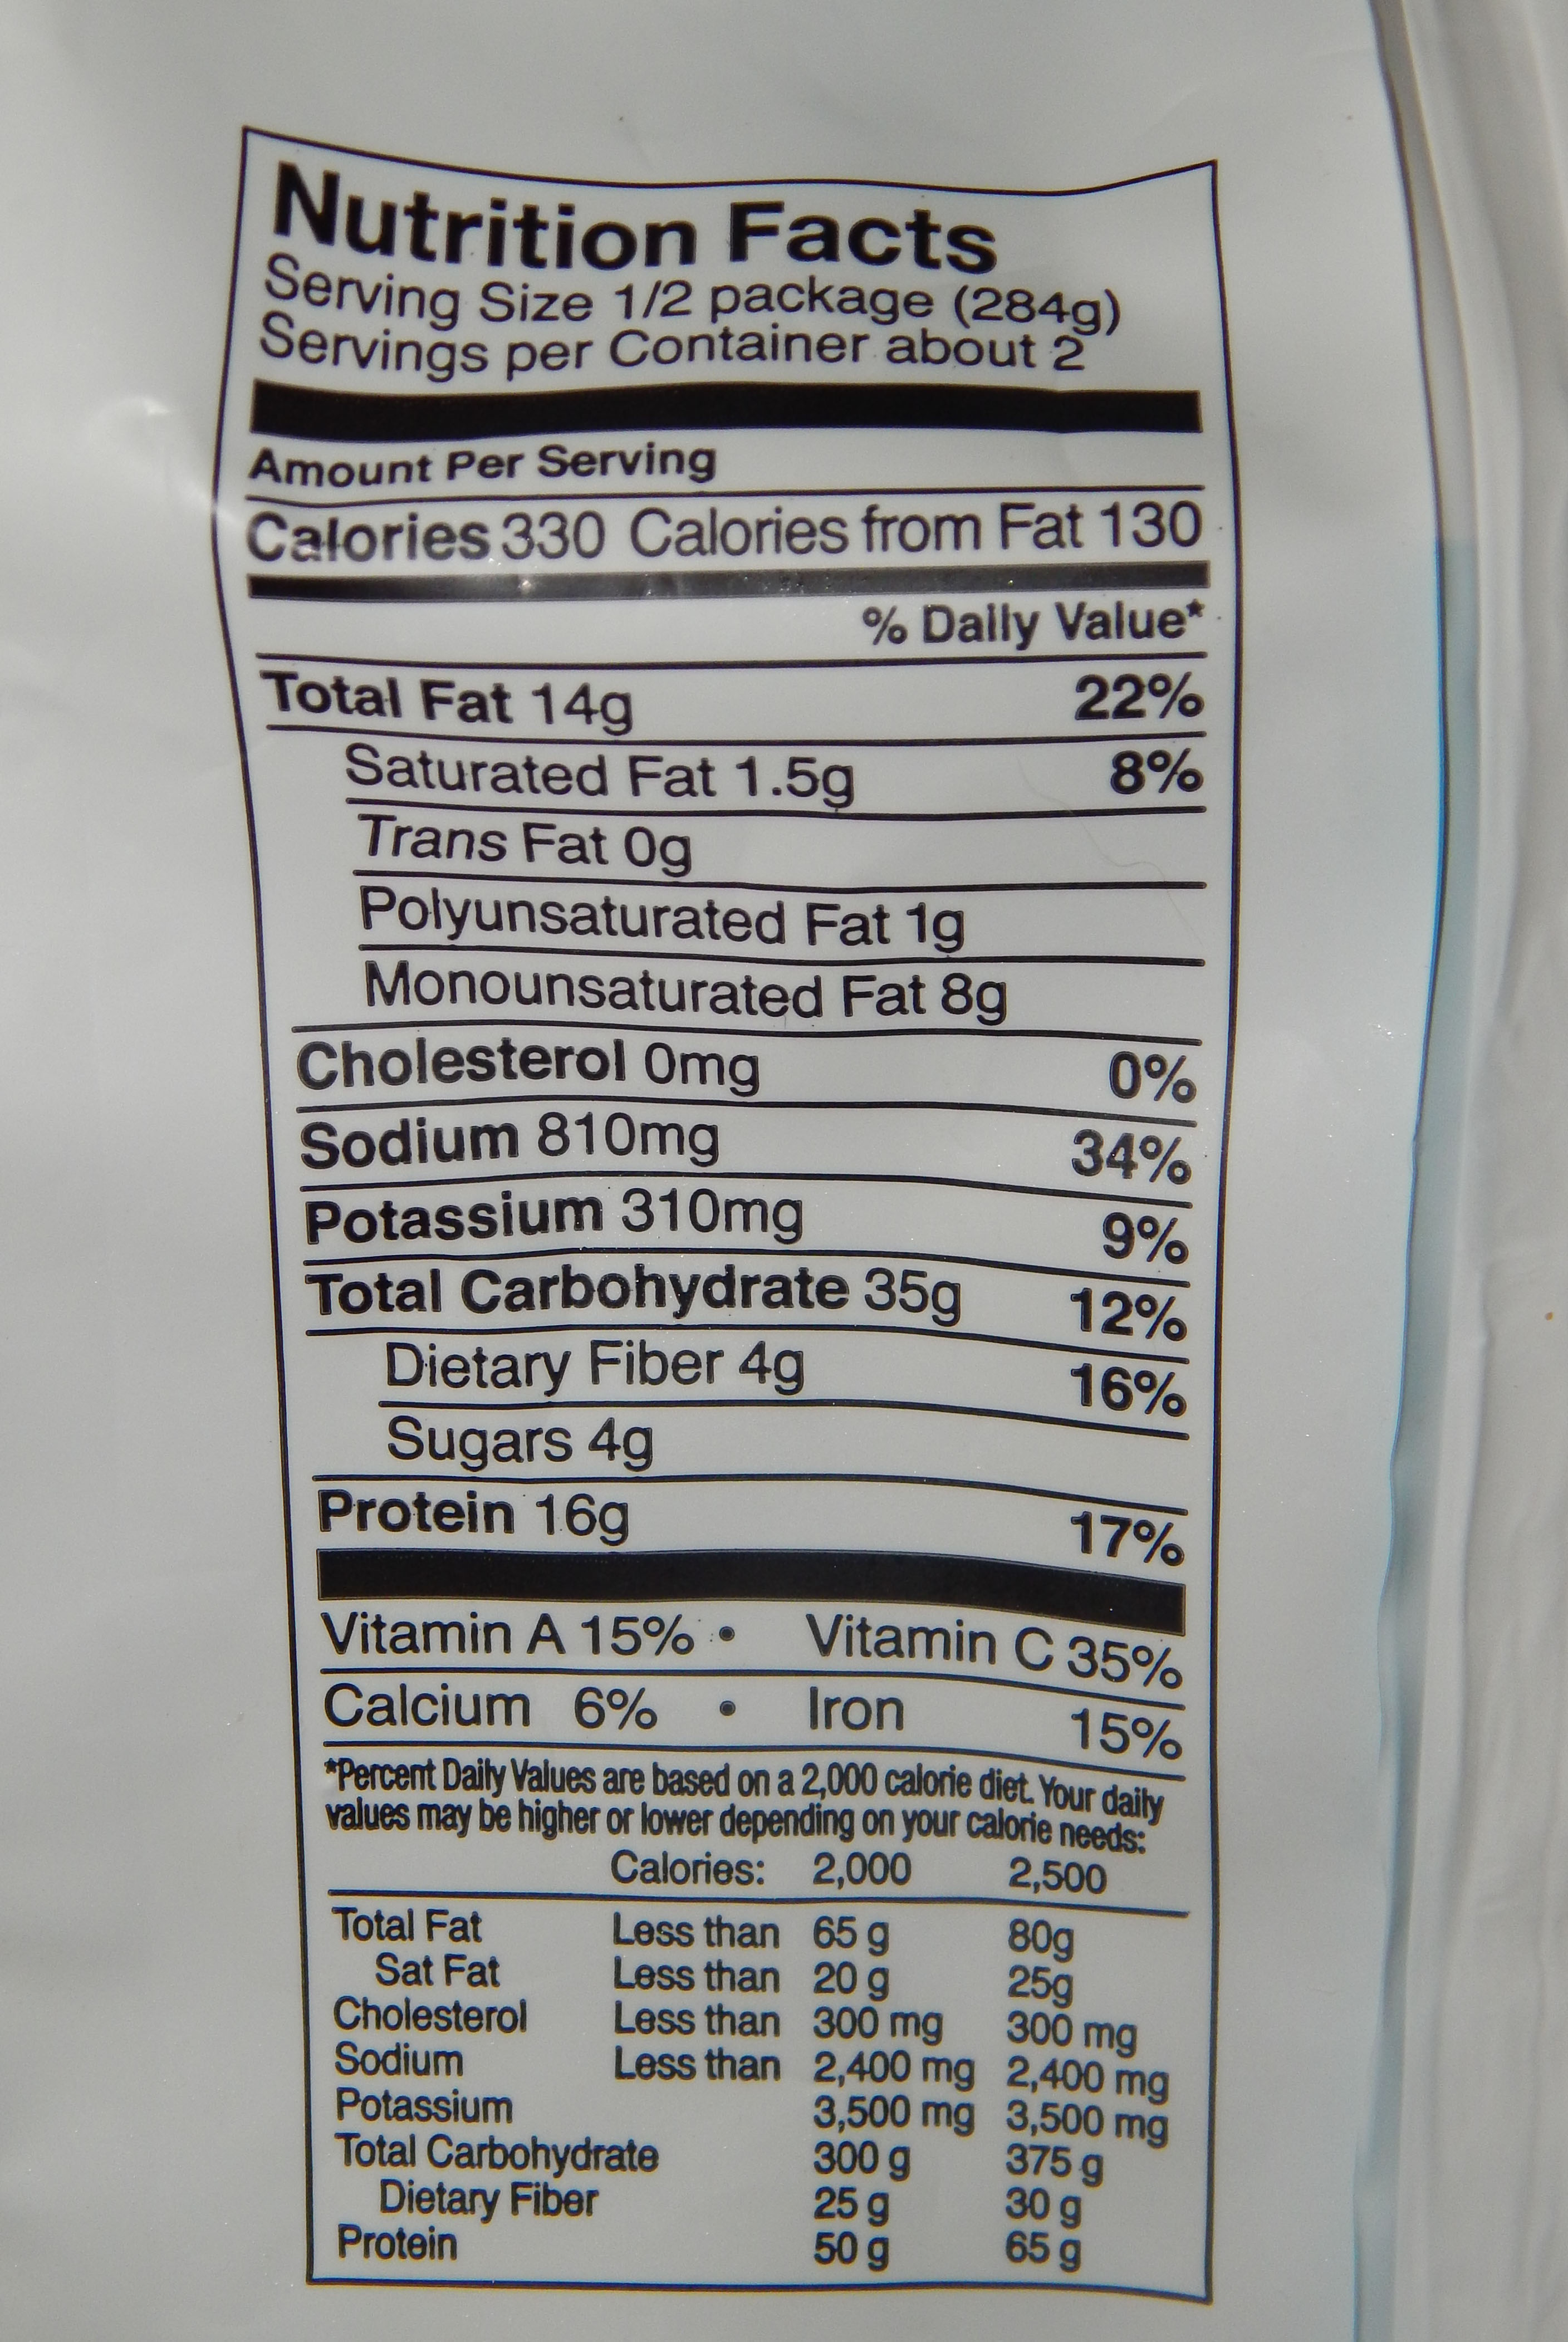 Nutrition Facts
Serving Size 1/2 package (284g)
Servings per Container about 2
Amount Per Serving
Calories 330 Calories from Fat 130
% Daily Value*
Total Fat 14g 22%
Saturated Fat 1.5g 8%
Trans Fat 0g
Polyunsaturated Fat 1g
Monounsaturated Fat 8g
Cholesterol 0mg 0%
Sodium 810mg 34%
Potassium 310mg 9%
Total Carbohydrate 35g 12%
Dietary Fiber 4g 16%
Sugars 4g
Protein 16g 17%
Vitamin A 15% • Vitamin C 35%
Calcium 6% • Iron 15%
*Percent Daily Values are based on a 2,000 calorie diet. Your daily
values may be higher or lower depending on your calorie needs:
Calories: 2,000 2,500
Total Fat Less than 65 g 80g
Sat Fat Less than 20 g 25g
Cholesterol Less than 300 mg 300 mg
Sodium Less than 2,400 mg 2,400 mg
Potassium 3,500 mg 3,500 mg
Total Carbohydrate 300 g 375 g
Dietary Fiber 25 g 30 g
Protein 50 g 65 g